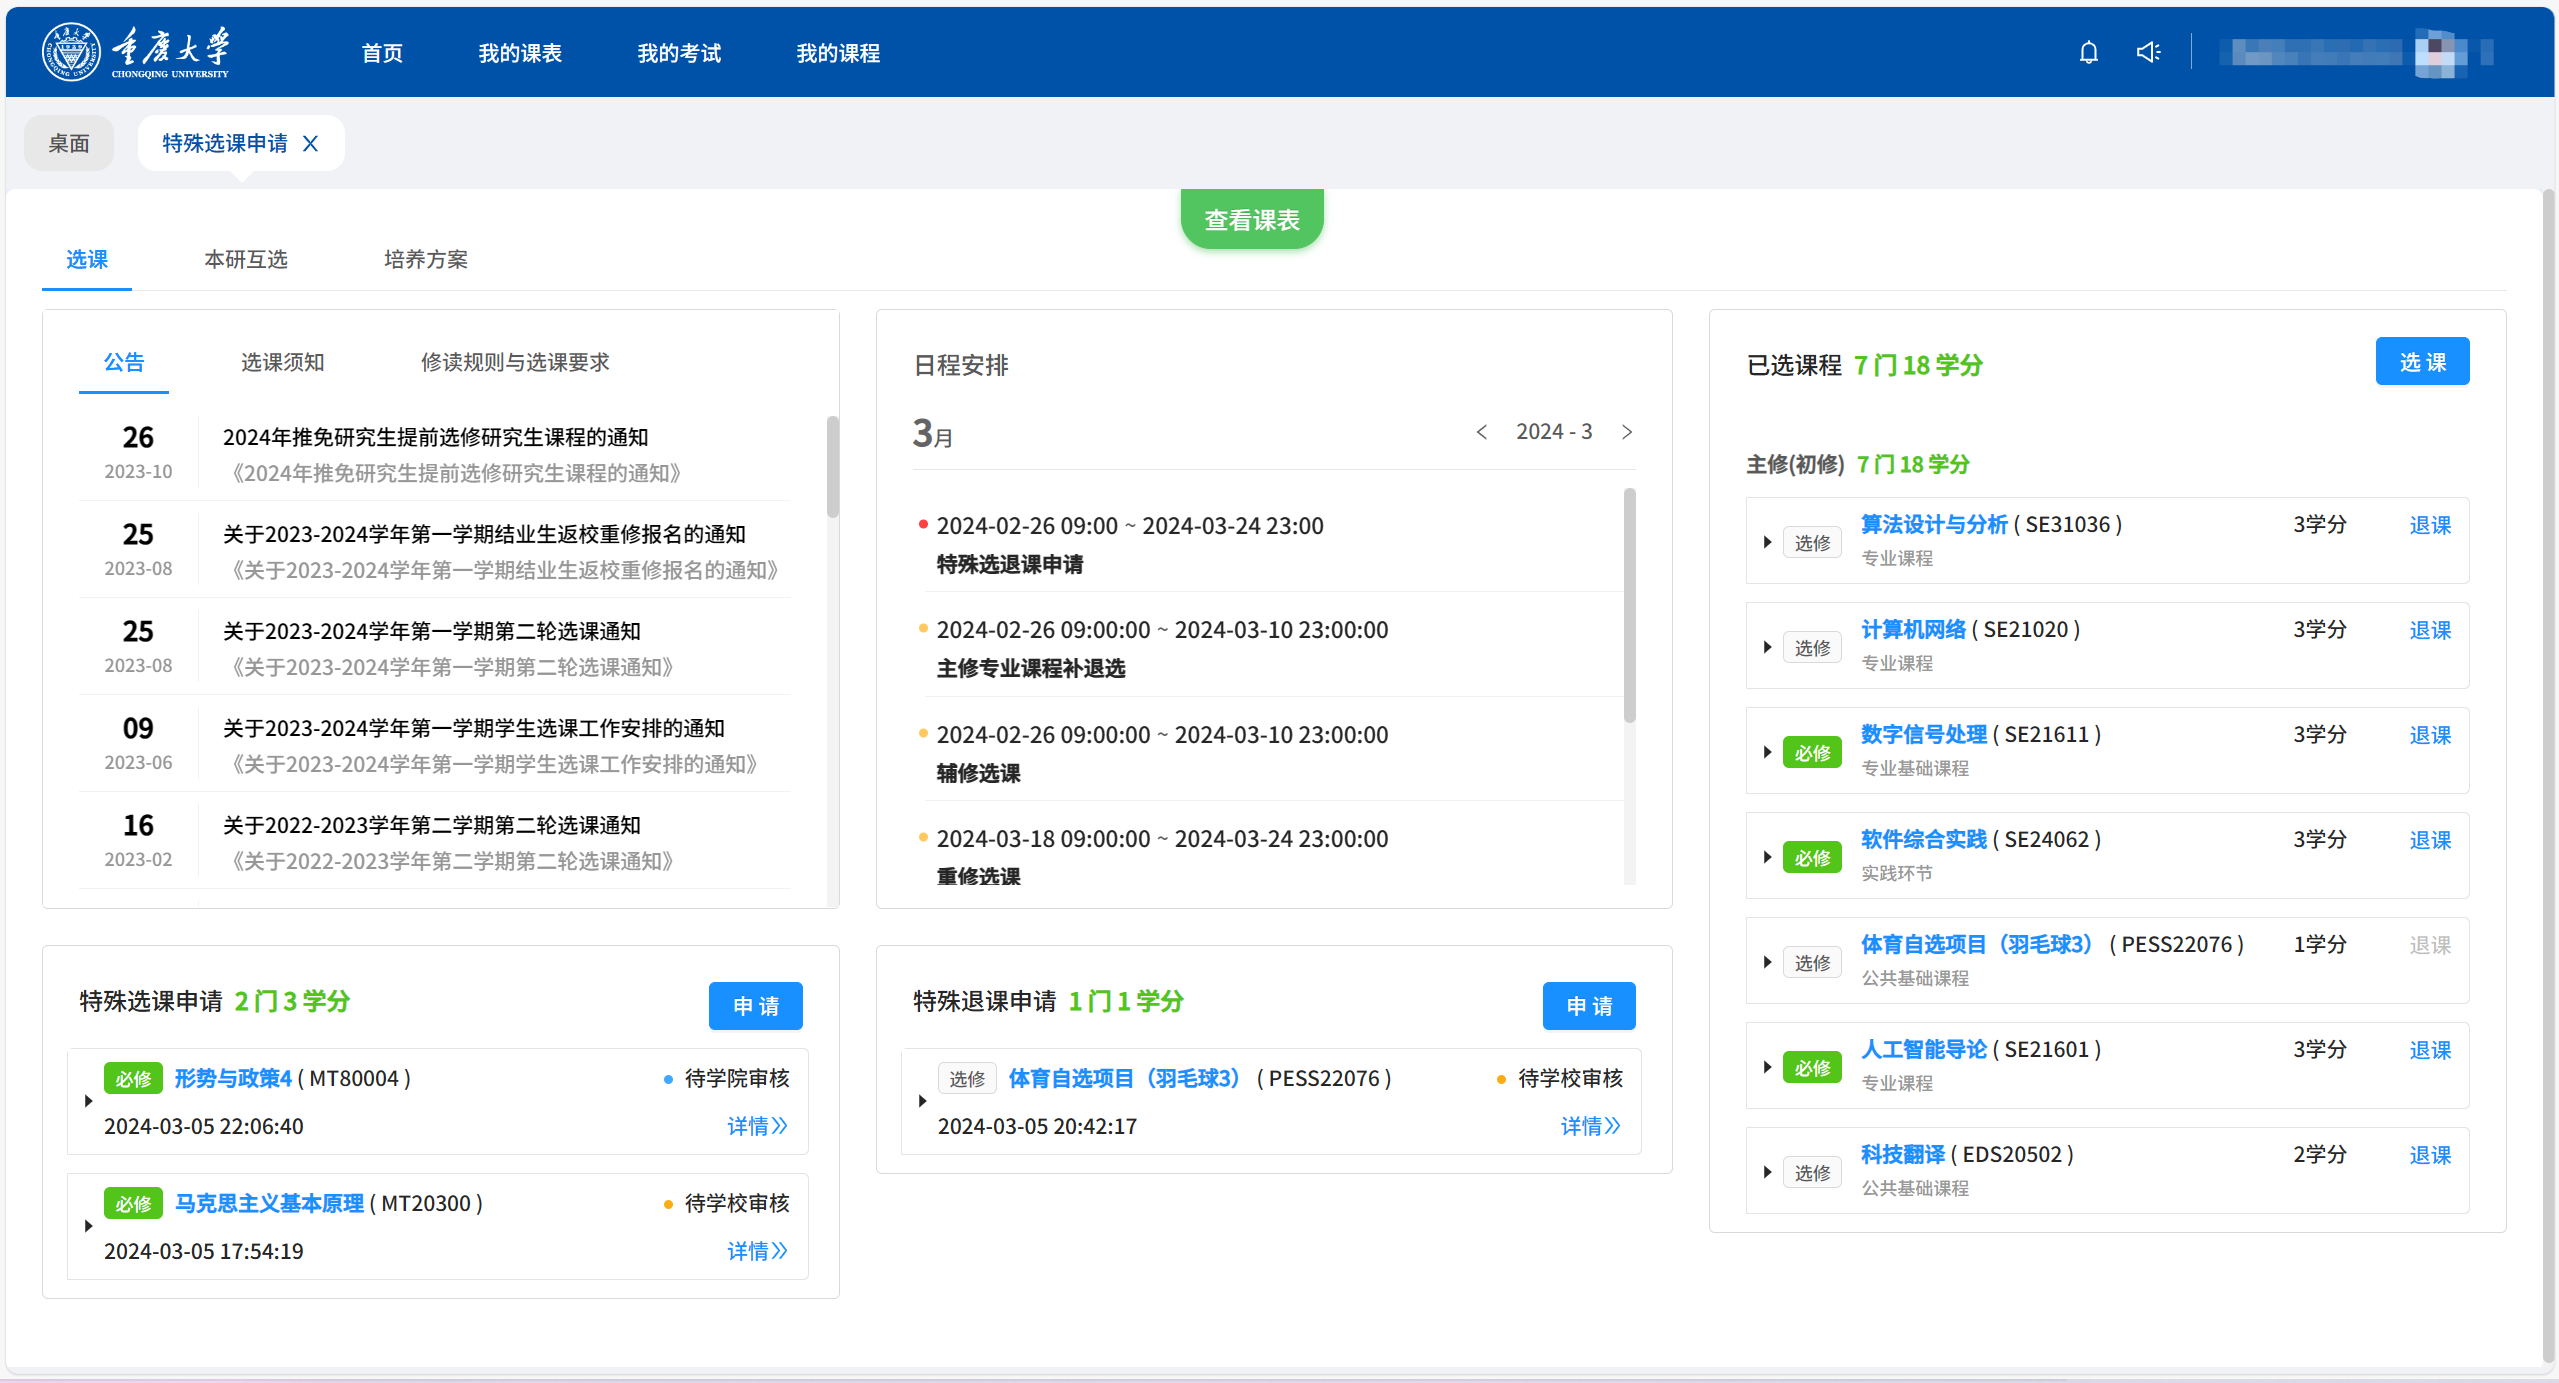 重庆大学
CHONGQING UNIVERSITY
首页
我的课表
我的考试
我的课程
桌面
特殊选课申请 X
查看课表
选课
本研互选
培养方案
公告
选课须知
修读规则与选课要求
26
2023-10
2024年推免研究生提前选修研究生课程的通知
《2024年推免研究生提前选修研究生课程的通知》
25
2023-08
关于2023-2024学年第一学期结业生返校重修报名的通知
《关于2023-2024学年第一学期结业生返校重修报名的通知》
25
2023-08
关于2023-2024学年第一学期第二轮选课通知
《关于2023-2024学年第一学期第二轮选课通知》
09
2023-06
关于2023-2024学年第一学期学生选课工作安排的通知
《关于2023-2024学年第一学期学生选课工作安排的通知》
16
2023-02
关于2022-2023学年第二学期第二轮选课通知
《关于2022-2023学年第二学期第二轮选课通知》
日程安排
3月
< 2024 - 3 >
2024-02-26 09:00 ~ 2024-03-24 23:00
特殊选退课申请
2024-02-26 09:00:00 ~ 2024-03-10 23:00:00
主修专业课程补退选
2024-02-26 09:00:00 ~ 2024-03-10 23:00:00
辅修选课
2024-03-18 09:00:00 ~ 2024-03-24 23:00:00
重修选课
已选课程 7 门 18 学分
选 课
主修(初修) 7 门 18 学分
选修 算法设计与分析 ( SE31036 ) 3学分 退课
专业课程
选修 计算机网络 ( SE21020 ) 3学分 退课
专业课程
必修 数字信号处理 ( SE21611 ) 3学分 退课
专业基础课程
必修 软件综合实践 ( SE24062 ) 3学分 退课
实践环节
选修 体育自选项目（羽毛球3） ( PESS22076 ) 1学分 退课
公共基础课程
必修 人工智能导论 ( SE21601 ) 3学分 退课
专业课程
选修 科技翻译 ( EDS20502 ) 2学分 退课
公共基础课程
特殊选课申请 2 门 3 学分
申 请
必修 形势与政策4 ( MT80004 ) 待学院审核
2024-03-05 22:06:40 详情
必修 马克思主义基本原理 ( MT20300 ) 待学校审核
2024-03-05 17:54:19 详情
特殊退课申请 1 门 1 学分
申 请
选修 体育自选项目（羽毛球3） ( PESS22076 ) 待学校审核
2024-03-05 20:42:17 详情